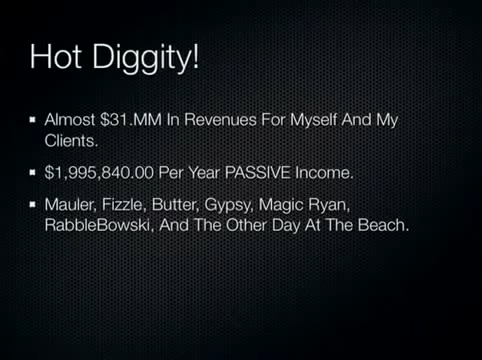 Hot Diggity!
Almost $31.MM In Revenues For Myself And My
Clients.
$1,995,840.00 Per Year PASSIVE Income.
Mauler, Fizzle, Butter, Gypsy, Magic Ryan,
RabbleBowski, And The Other Day At The Beach.